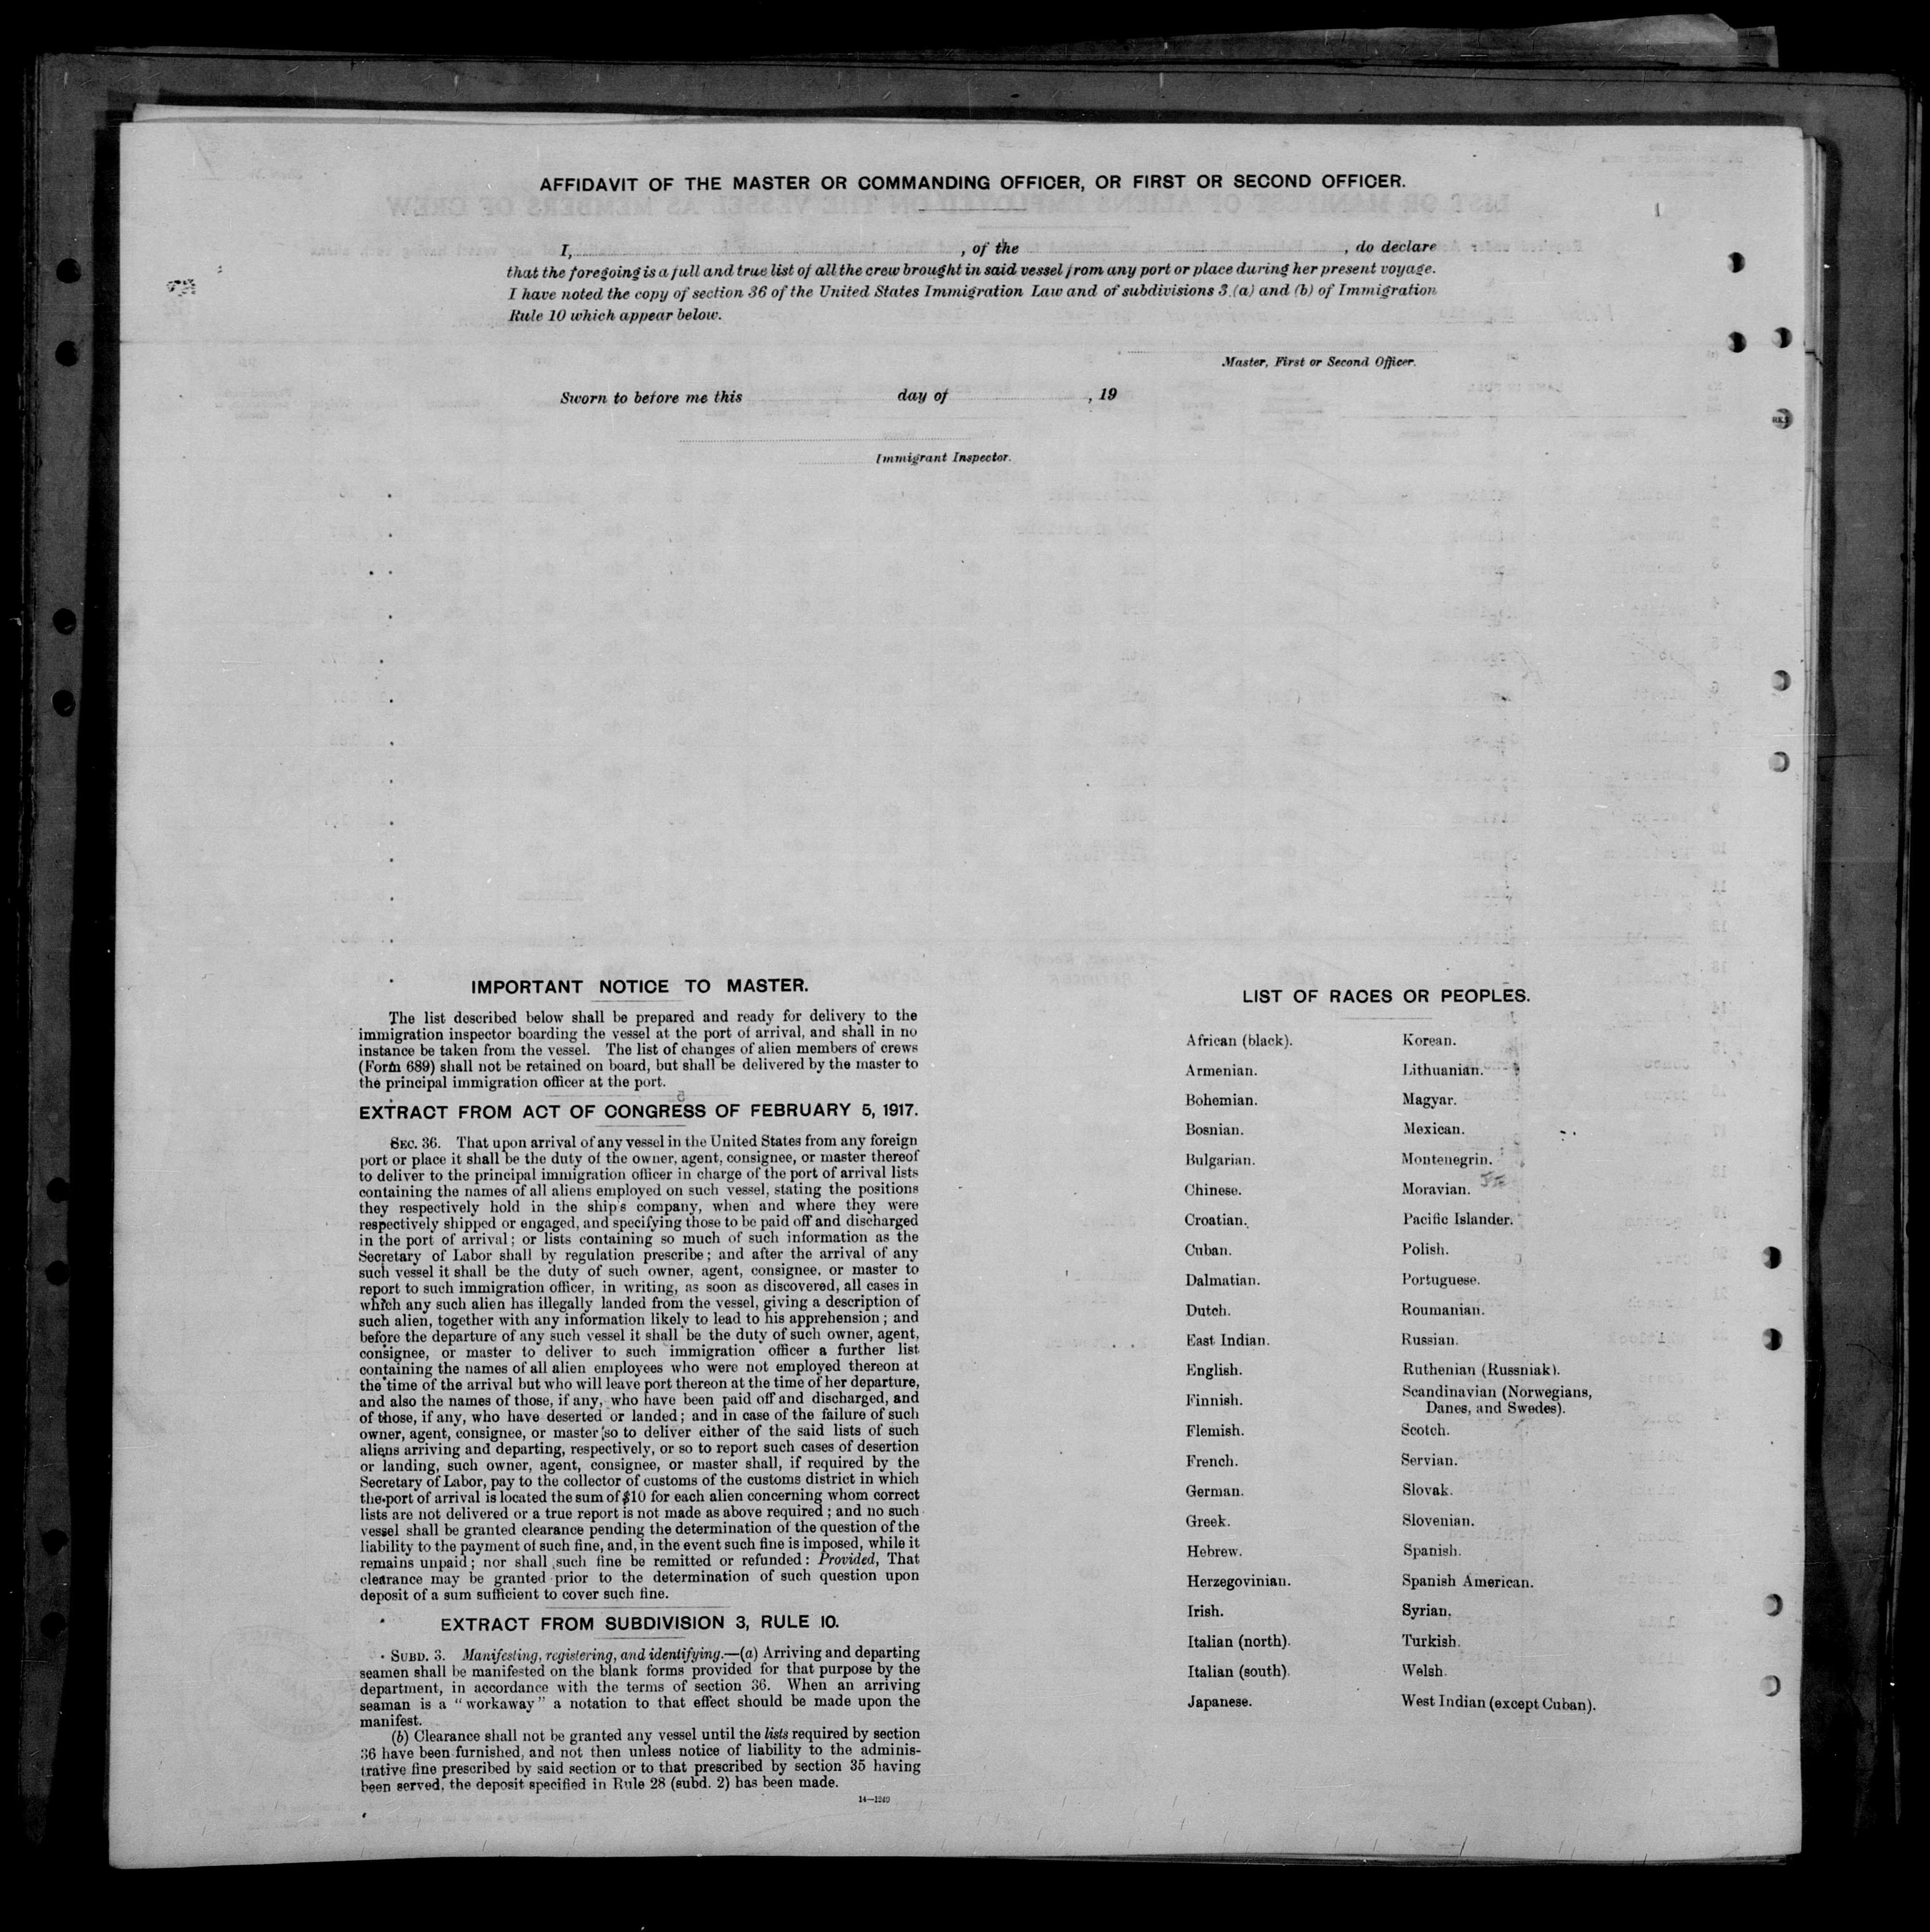 AFFIDAVIT OF THE MASTER OR COMMANDING OFFICER, OR FIRST OR SECOND OFFICER.
I, , of the , do declare
that the foregoing is a full and true list of all the crew brought in said vessel from any port or place during her present voyage.
I have noted the copy of section 36 of the United States Immigration Law and of subdivisions 3 (a) and (b) of Immigration
Rule 10 which appear below.
Master, First or Second Officer.
Sworn to before me this day of , 19
Immigrant Inspector.
IMPORTANT NOTICE TO MASTER.
The list described below shall be prepared and ready for delivery to the
immigration inspector boarding the vessel at the port of arrival, and shall in no
instance be taken from the vessel. The list of changes of alien members of crews
(Form 689) shall not be retained on board, but shall be delivered by the master to
the principal immigration officer at the port.
EXTRACT FROM ACT OF CONGRESS OF FEBRUARY 5, 1917.
SEC. 36. That upon arrival of any vessel in the United States from any foreign
port or place it shall be the duty of the owner, agent, consignee, or master thereof
to deliver to the principal immigration officer in charge of the port of arrival lists
containing the names of all aliens employed on such vessel, stating the positions
they respectively hold in the ship's company, when and where they were
respectively shipped or engaged, and specifying those to be paid off and discharged
in the port of arrival; or lists containing so much of such information as the
Secretary of Labor shall by regulation prescribe; and after the arrival of any
such vessel it shall be the duty of such owner, agent, consignee, or master to
report to such immigration officer, in writing, as soon as discovered, all cases in
which any such alien has illegally landed from the vessel, giving a description of
such alien, together with any information likely to lead to his apprehension; and
before the departure of any such vessel it shall be the duty of such owner, agent,
consignee, or master to deliver to such immigration officer a further list
containing the names of all alien employees who were not employed thereon at
the time of the arrival but who will leave port thereon at the time of her departure,
and also the names of those, if any, who have been paid off and discharged, and
of those, if any, who have deserted or landed; and in case of the failure of such
owner, agent, consignee, or master so to deliver either of the said lists of such
aliens arriving and departing, respectively, or so to report such cases of desertion
or landing, such owner, agent, consignee, or master shall, if required by the
Secretary of Labor, pay to the collector of customs of the customs district in which
the port of arrival is located the sum of $10 for each alien concerning whom correct
lists are not delivered or a true report is not made as above required; and no such
vessel shall be granted clearance pending the determination of the question of the
liability to the payment of such fine, and, in the event such fine is imposed, while it
remains unpaid; nor shall such fine be remitted or refunded: Provided, That
clearance may be granted prior to the determination of such question upon
deposit of a sum sufficient to cover such fine.
EXTRACT FROM SUBDIVISION 3, RULE 10.
SUBD. 3. Manifesting, registering, and identifying.—(a) Arriving and departing
seamen shall be manifested on the blank forms provided for that purpose by the
department, in accordance with the terms of section 36. When an arriving
seaman is a "workaway" a notation to that effect should be made upon the
manifest.
(b) Clearance shall not be granted any vessel until the lists required by section
36 have been furnished, and not then unless notice of liability to the adminis-
trative fine prescribed by said section or to that prescribed by section 35 having
been served, the deposit specified in Rule 28 (subd. 2) has been made.
14—1249
LIST OF RACES OR PEOPLES.
African (black).
Armenian.
Bohemian.
Bosnian.
Bulgarian.
Chinese.
Croatian.
Cuban.
Dalmatian.
Dutch.
East Indian.
English.
Finnish.
Flemish.
French.
German.
Greek.
Hebrew.
Herzegovinian.
Irish.
Italian (north).
Italian (south).
Japanese.
Korean.
Lithuanian.
Magyar.
Mexican.
Montenegrin.
Moravian.
Pacific Islander.
Polish.
Portuguese.
Roumanian.
Russian.
Ruthenian (Russniak).
Scandinavian (Norwegians,
Danes, and Swedes).
Scotch.
Servian.
Slovak.
Slovenian.
Spanish.
Spanish American.
Syrian.
Turkish.
Welsh.
West Indian (except Cuban).